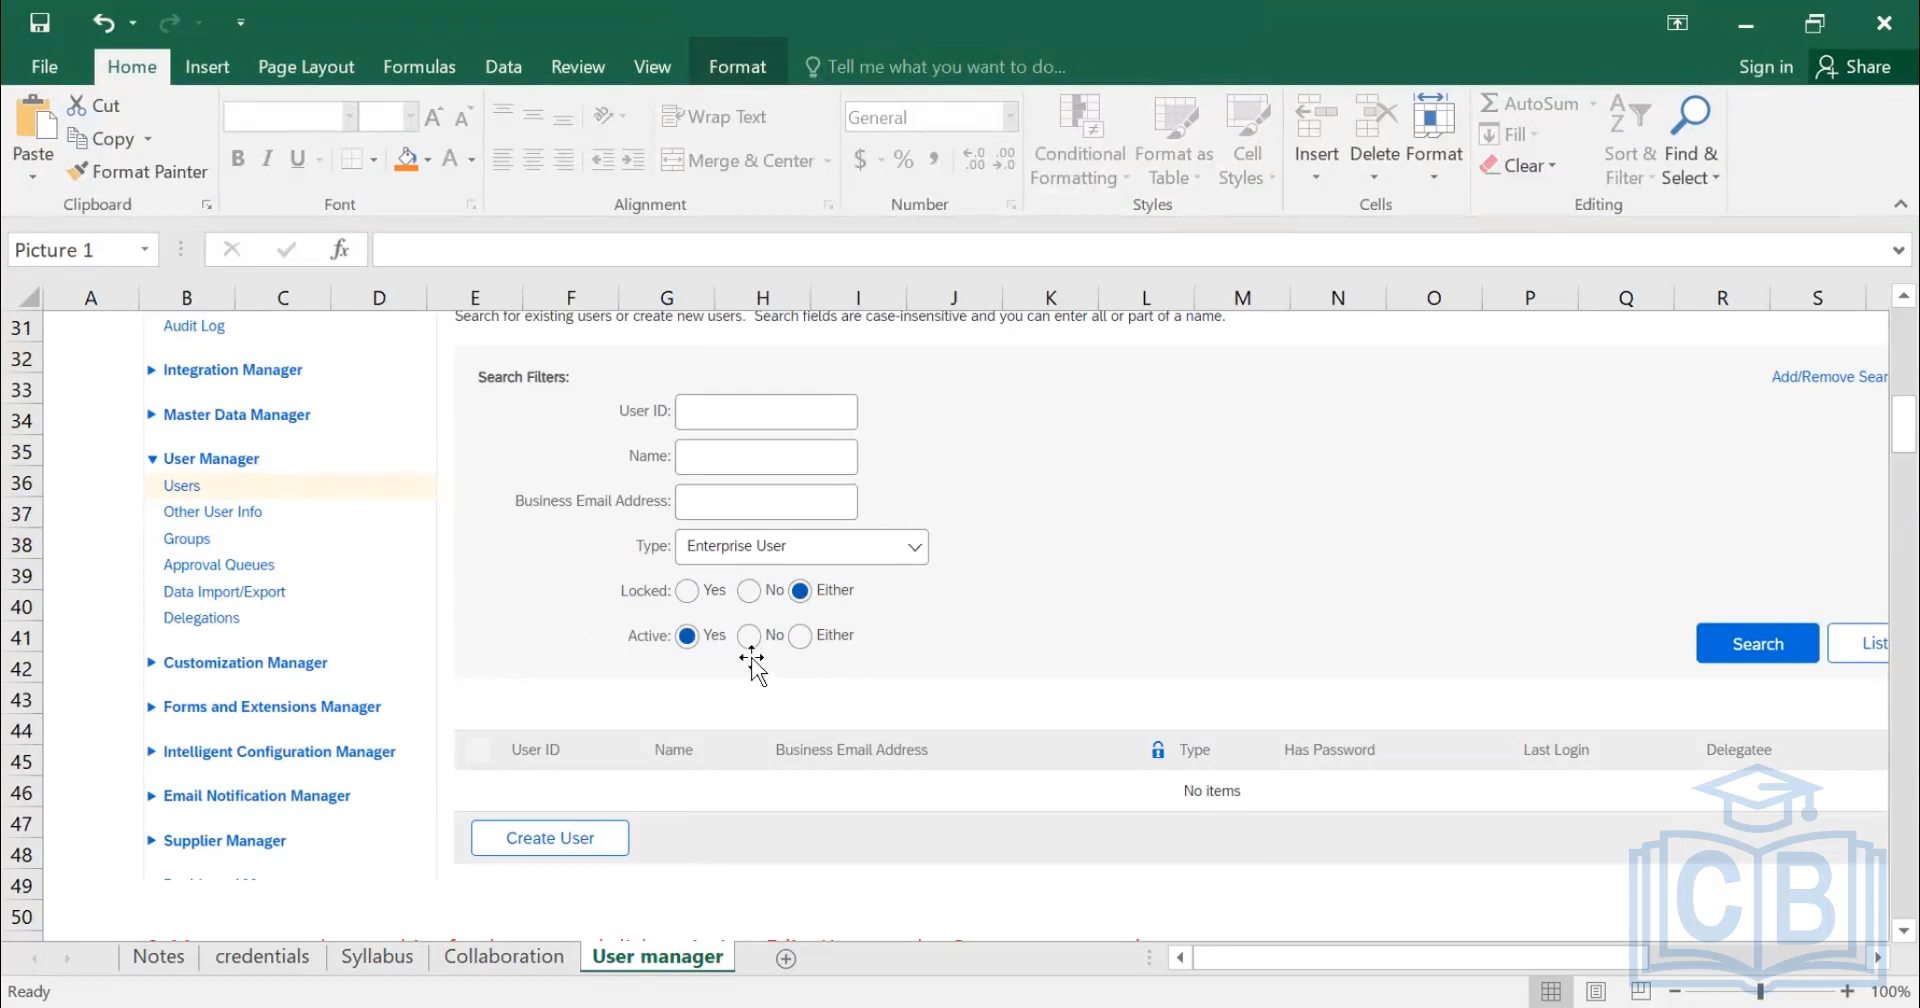 File Home Insert Page Layout Formulas Data Review View Format Tell me what you want to do... Sign in Share
Cut
Copy
Format Painter
Paste
Clipboard
B I U
A A
A
Font
Wrap Text
Merge & Center
Alignment
General
$ % , .0 .00 .00 .0
Number
Conditional Formatting
Format as Table
Cell Styles
Styles
Insert Delete Format
Cells
AutoSum
Fill
Clear
A Z
Sort & Filter
Find & Select
Editing
Picture 1
fx
A B C D E F G H I J K L M N O P Q R S
31
32
33
34
35
36
37
38
39
40
41
42
43
44
45
46
47
48
49
50
Audit Log
Integration Manager
Master Data Manager
User Manager
Users
Other User Info
Groups
Approval Queues
Data Import/Export
Delegations
Customization Manager
Forms and Extensions Manager
Intelligent Configuration Manager
Email Notification Manager
Supplier Manager
Search for existing users or create new users. Search fields are case-insensitive and you can enter all or part of a name.
Search Filters:
Add/Remove Sear
User ID:
Name:
Business Email Address:
Type: Enterprise User
Locked: Yes No Either
Active: Yes No Either
Search List
User ID Name Business Email Address Type Has Password Last Login Delegatee
No items
Create User
CB
Notes credentials Syllabus Collaboration User manager
Ready
100%